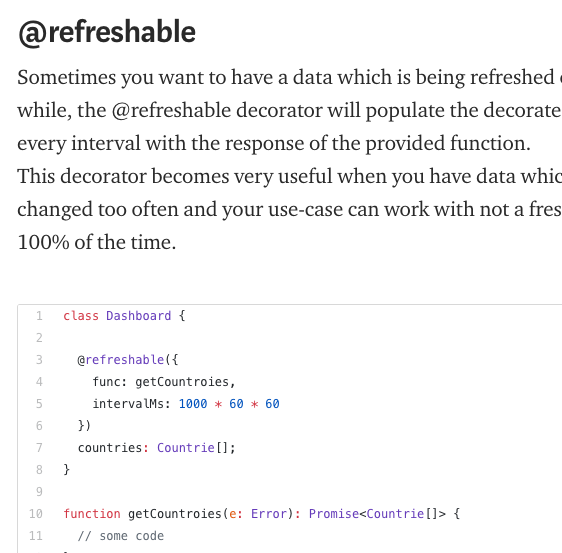 @refreshable
Sometimes you want to have a data which is being refreshed
while, the @refreshable decorator will populate the decorate
every interval with the response of the provided function.
This decorator becomes very useful when you have data whic
changed too often and your use-case can work with not a fres
100% of the time.
1 class Dashboard {
2
3 @refreshable({
4 func: getCountroies,
5 intervalMs: 1000 * 60 * 60
6 })
7 countries: Countrie[];
8 }
9
10 function getCountroies(e: Error): Promise<Countrie[]> {
11 // some code